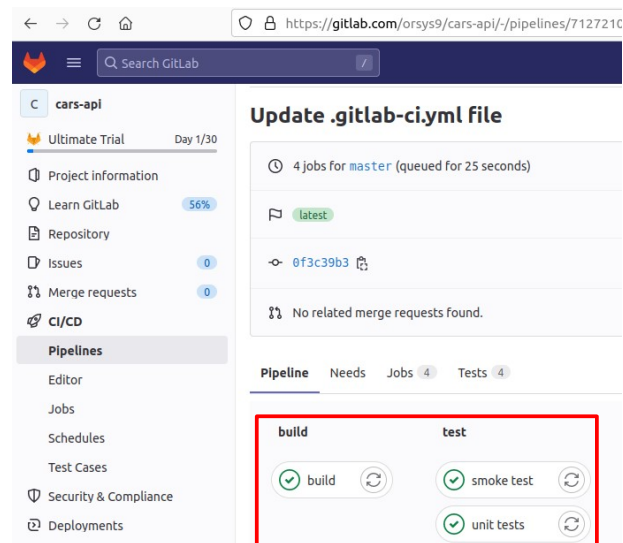 https://gitlab.com/orsys9/cars-api/-/pipelines/7127210
Search GitLab /
C cars-api
Ultimate Trial Day 1/30
Project information
Learn GitLab 56%
Repository
Issues 0
Merge requests 0
CI/CD
Pipelines
Editor
Jobs
Schedules
Test Cases
Security & Compliance
Deployments
Update .gitlab-ci.yml file
4 jobs for master (queued for 25 seconds)
latest
0f3c39b3
No related merge requests found.
Pipeline Needs Jobs 4 Tests 4
build test
build smoke test
unit tests